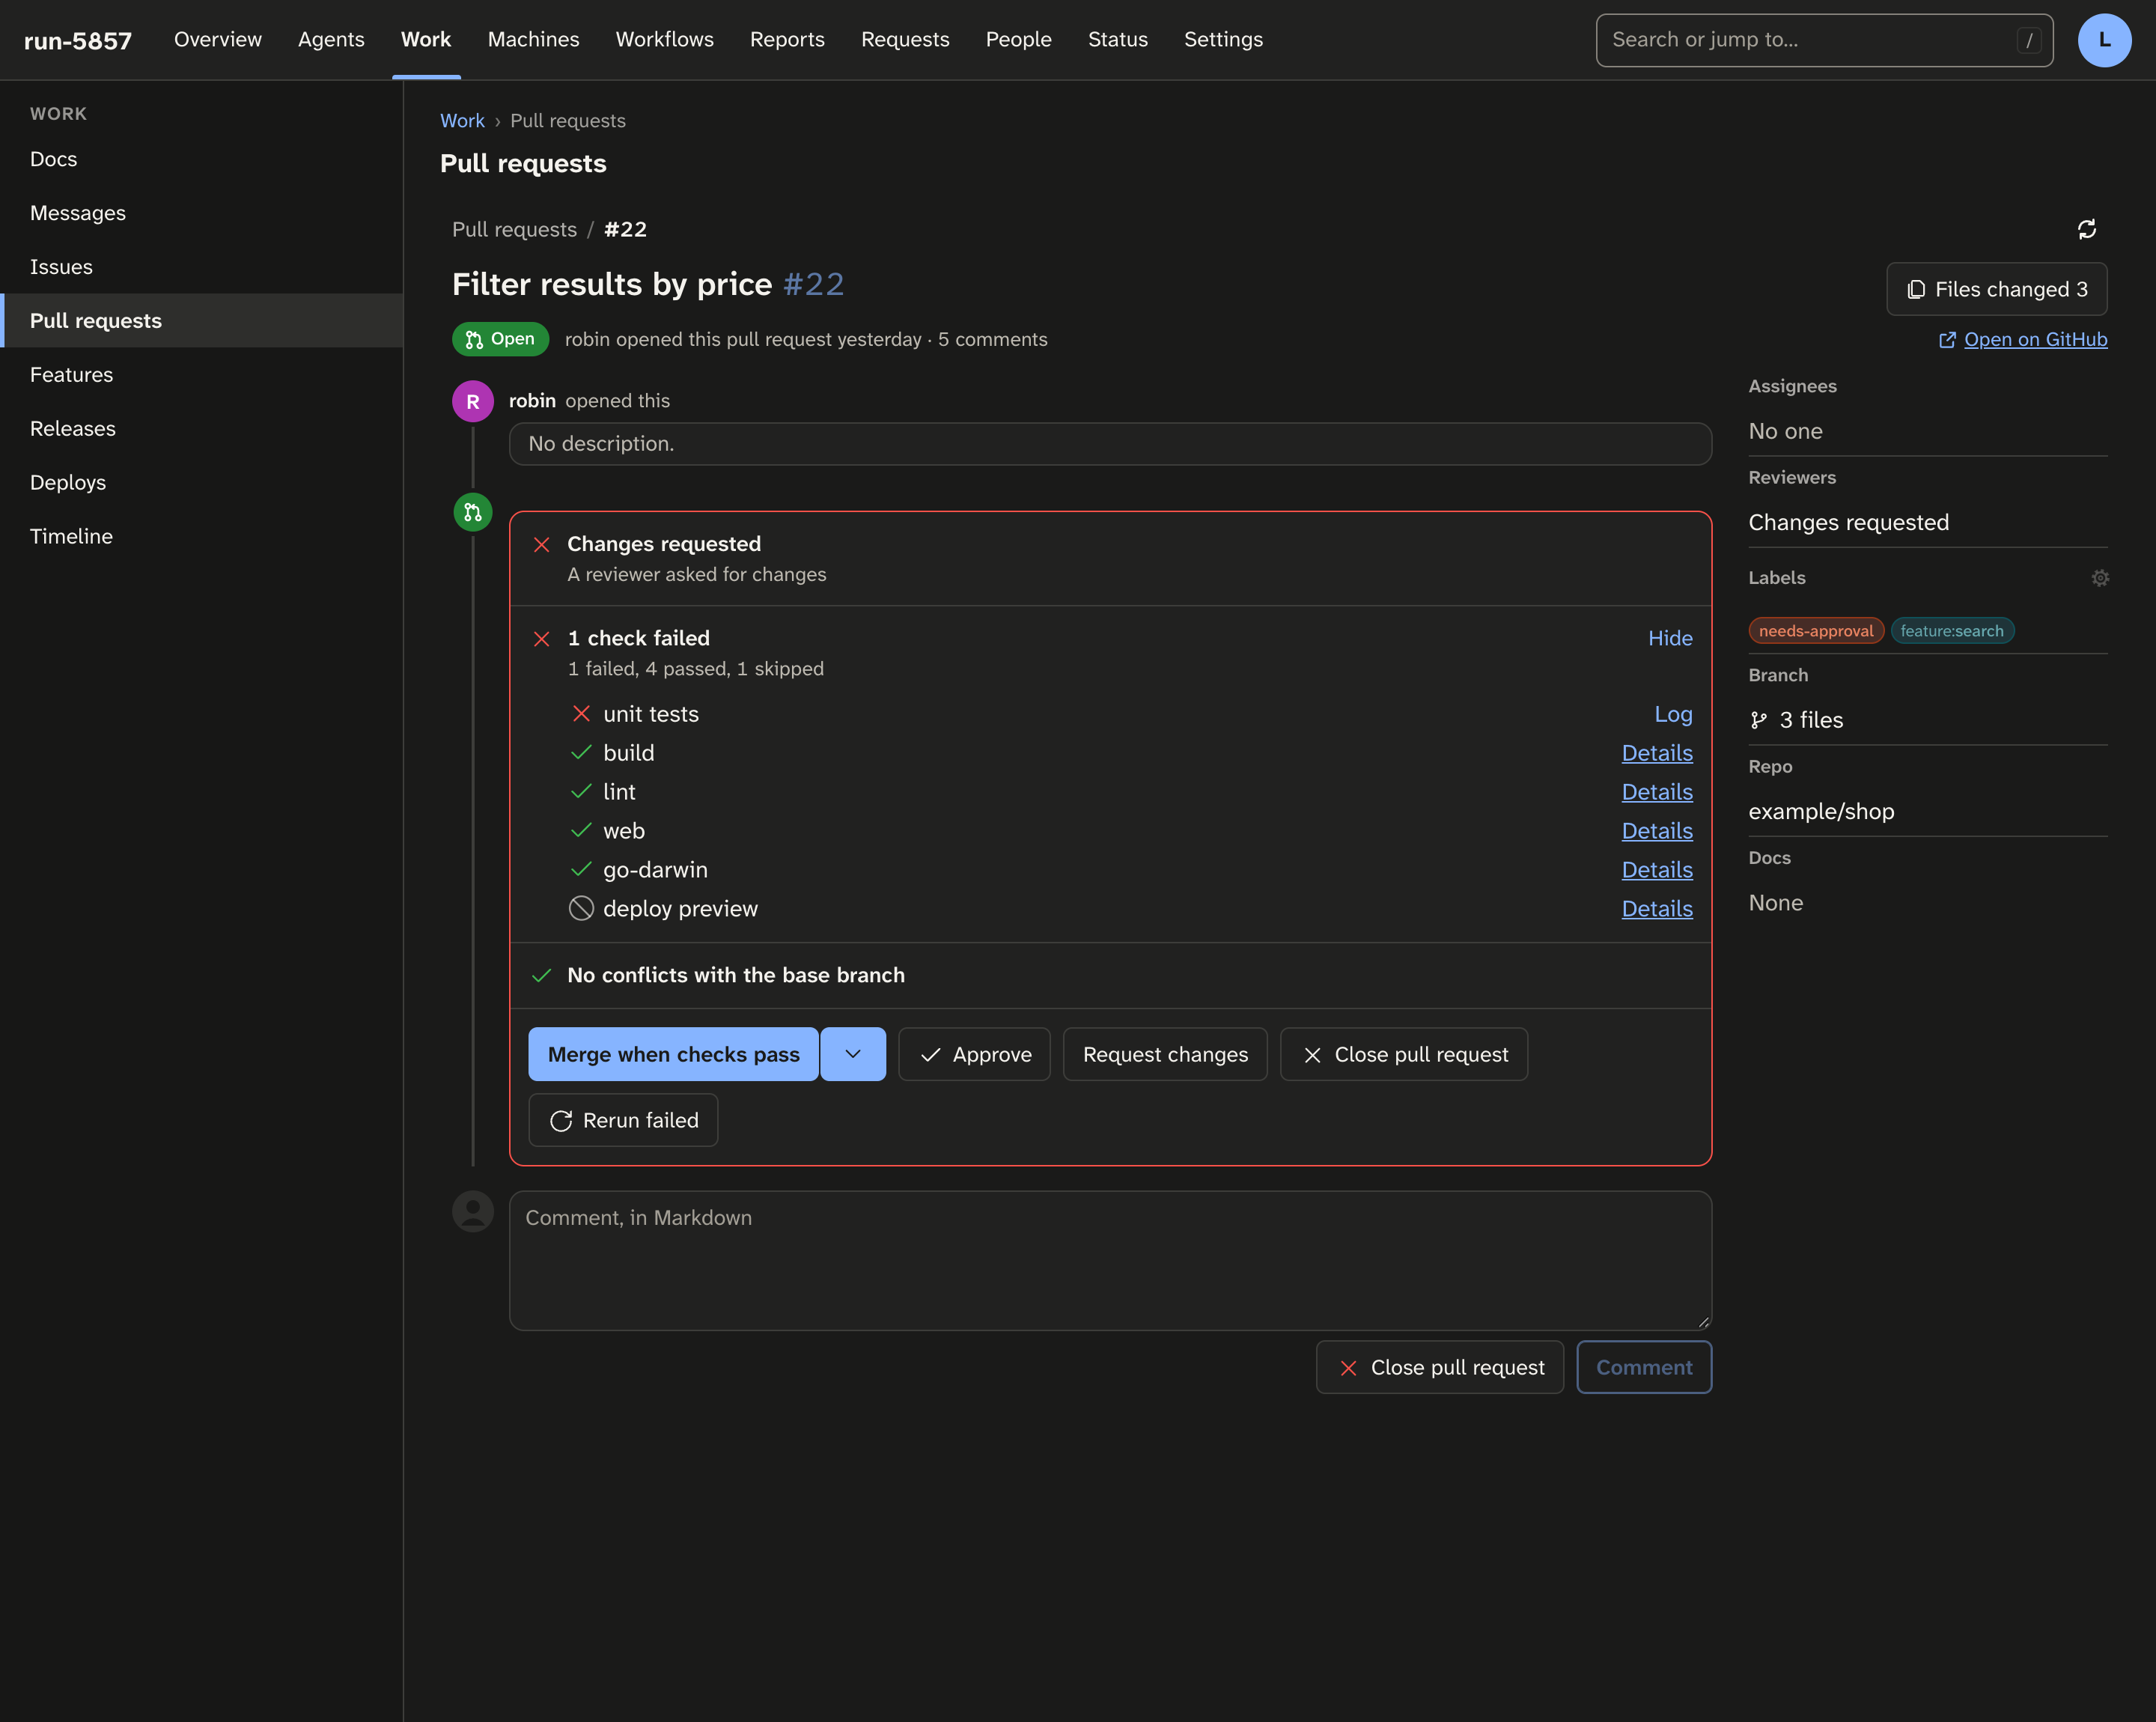 run-5857 Overview Agents Work Machines Workflows Reports Requests People Status Settings Search or jump to... / L
WORK
Docs
Messages
Issues
Pull requests
Features
Releases
Deploys
Timeline
Work › Pull requests
Pull requests
Pull requests / #22
Filter results by price #22
Files changed 3
Open robin opened this pull request yesterday · 5 comments
Open on GitHub
R robin opened this
No description.
Changes requested
A reviewer asked for changes
1 check failed Hide
1 failed, 4 passed, 1 skipped
unit tests Log
build Details
lint Details
web Details
go-darwin Details
deploy preview Details
No conflicts with the base branch
Merge when checks pass Approve Request changes Close pull request
Rerun failed
Comment, in Markdown
Close pull request Comment
Assignees
No one
Reviewers
Changes requested
Labels
needs-approval feature:search
Branch
3 files
Repo
example/shop
Docs
None